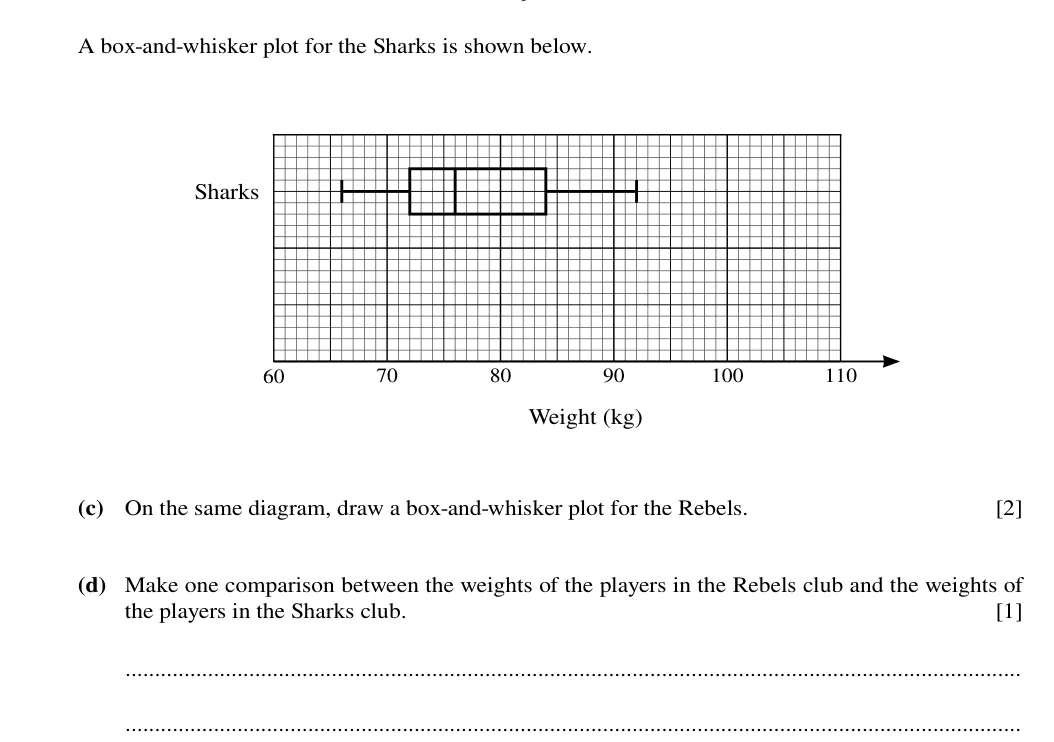 A box-and-whisker plot for the Sharks is shown below.
Sharks
60 70 80 90 100 110
Weight (kg)
(c) On the same diagram, draw a box-and-whisker plot for the Rebels. [2]
(d) Make one comparison between the weights of the players in the Rebels club and the weights of
the players in the Sharks club. [1]